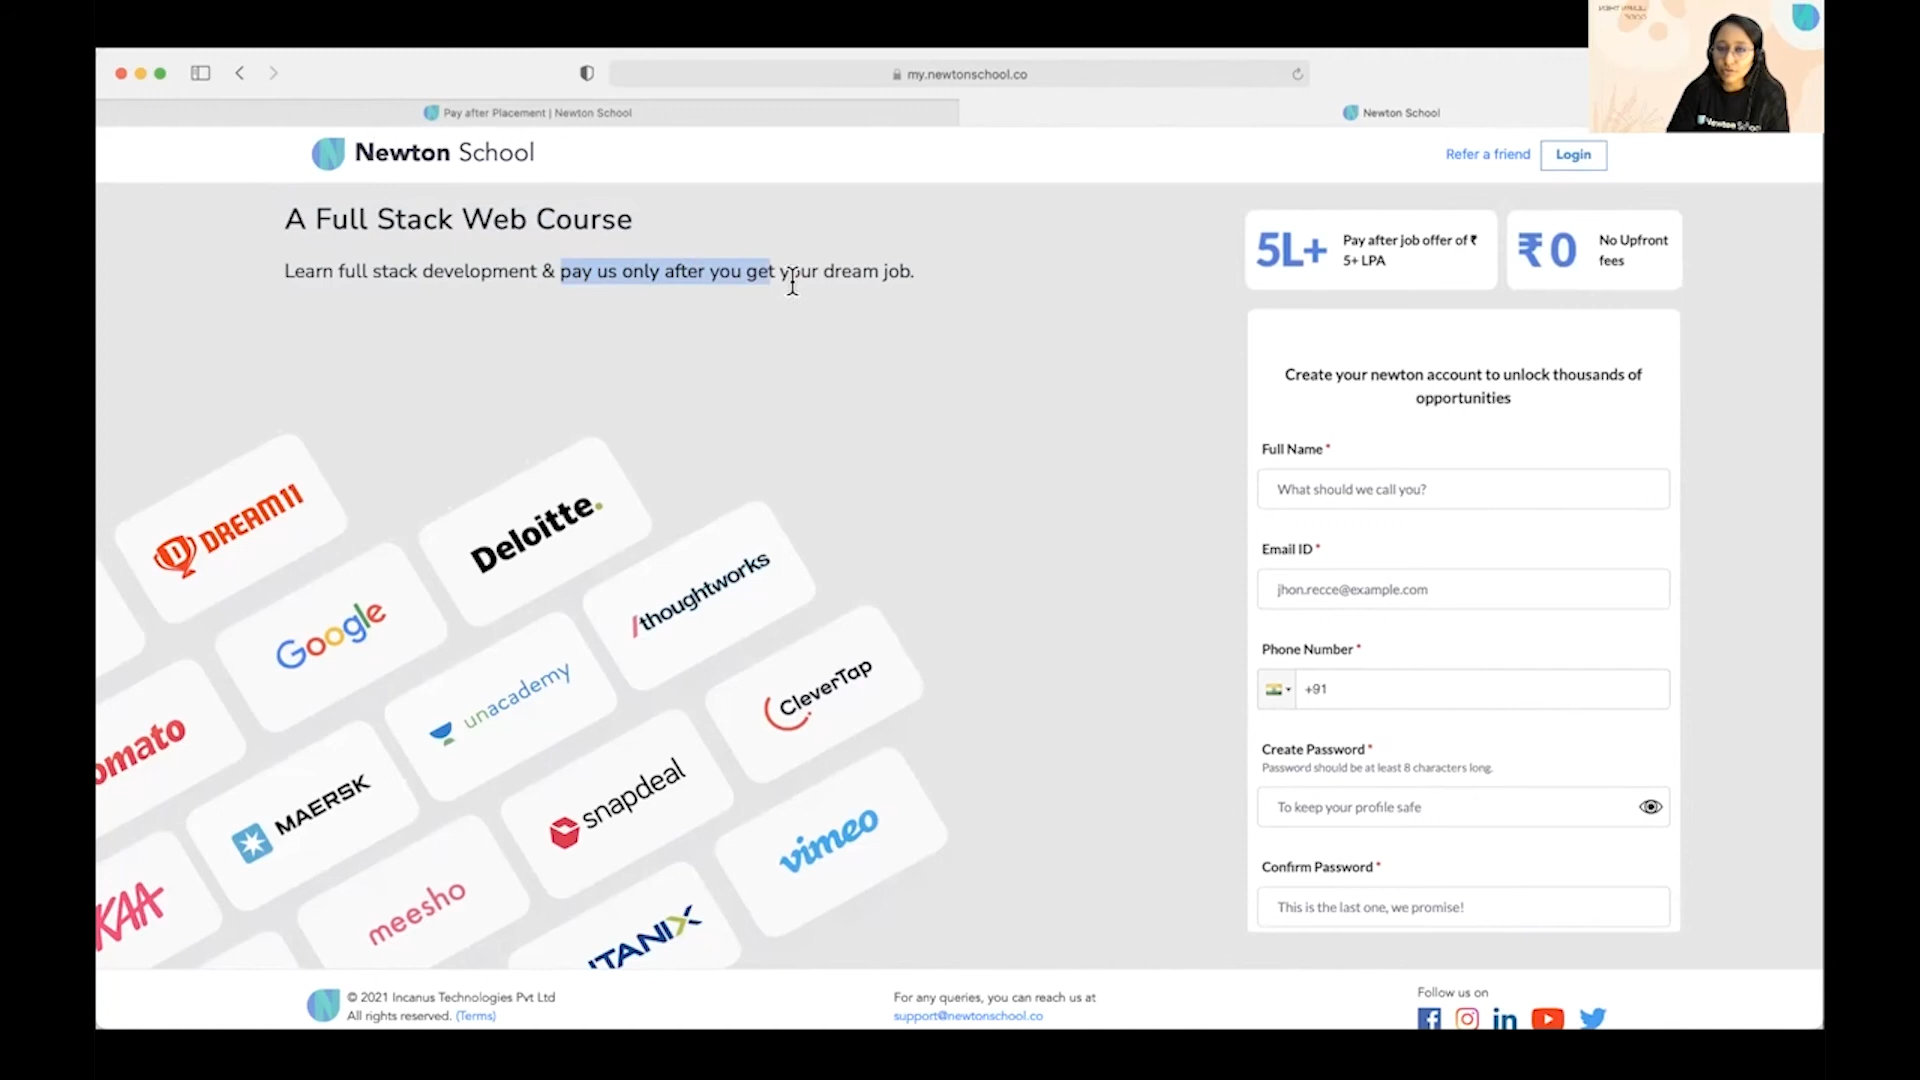 my.newtonschool.co
Pay after Placement | Newton School
Newton School
Newton School
Refer a friend
Login
A Full Stack Web Course
Learn full stack development & pay us only after you get your dream job.
5L+
Pay after job offer of ₹
5+ LPA
₹0
No Upfront
fees
Create your newton account to unlock thousands of
opportunities
Full Name *
What should we call you?
Email ID *
jhon.recce@example.com
Phone Number *
+91
Create Password *
Password should be at least 8 characters long.
To keep your profile safe
Confirm Password *
This is the last one, we promise!
DREAM11
Deloitte.
Google
/thoughtworks
unacademy
CleverTap
omato
MAERSK
snapdeal
vimeo
KAA
meesho
TANIX
© 2021 Incanus Technologies Pvt Ltd
All rights reserved. (Terms)
For any queries, you can reach us at
support@newtonschool.co
Follow us on
Newton School